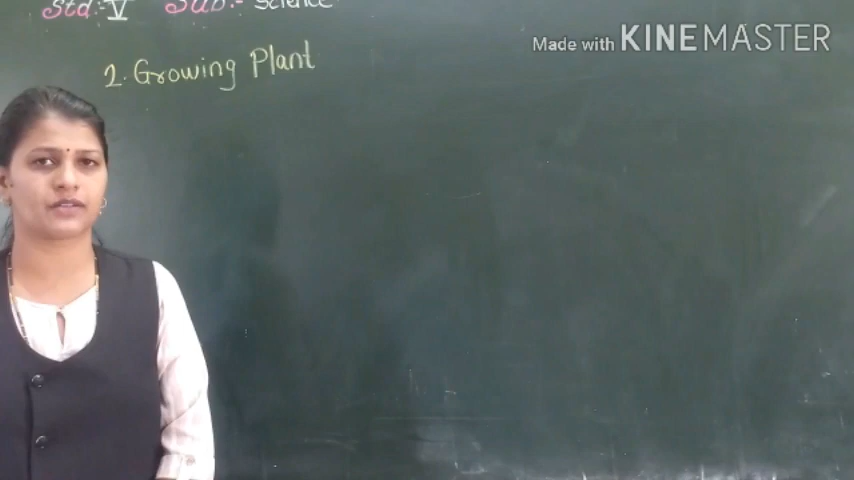 Std:- V Sub:- Science
Made with KINEMASTER
2. Growing Plant